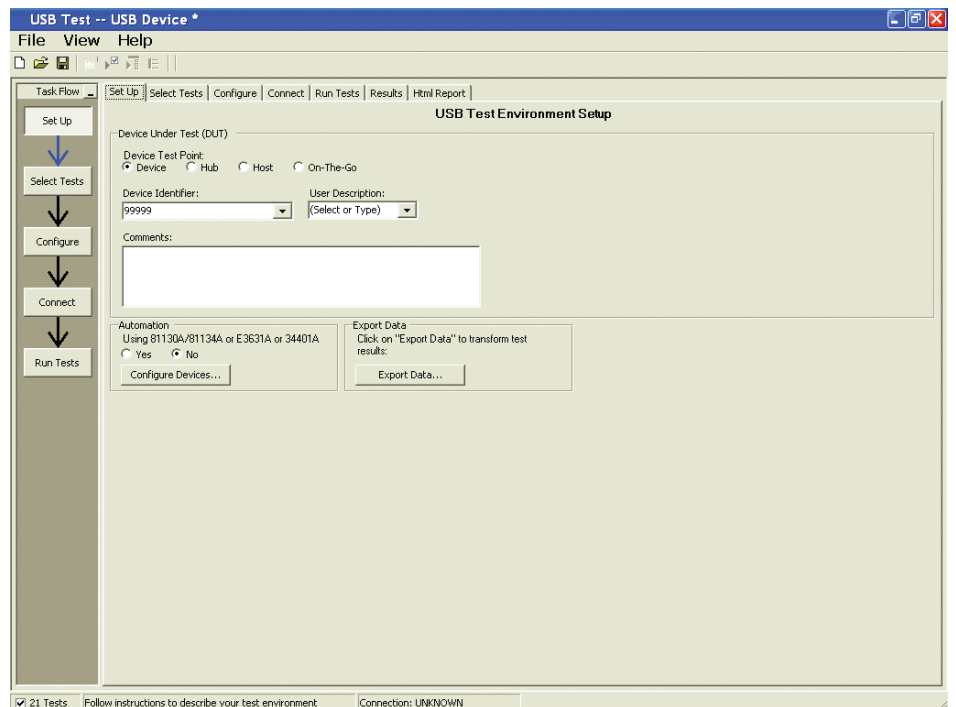 USB Test -- USB Device *
File View Help
Task Flow
Set Up
Select Tests
Configure
Connect
Run Tests
Set Up Select Tests Configure Connect Run Tests Results Html Report
USB Test Environment Setup
Device Under Test (DUT)
Device Test Point:
Device Hub Host On-The-Go
Device Identifier: User Description:
99999 (Select or Type)
Comments:
Automation
Using 81130A/81134A or E3631A or 34401A
Yes No
Configure Devices...
Export Data
Click on "Export Data" to transform test
results:
Export Data...
21 Tests Follow instructions to describe your test environment Connection: UNKNOWN